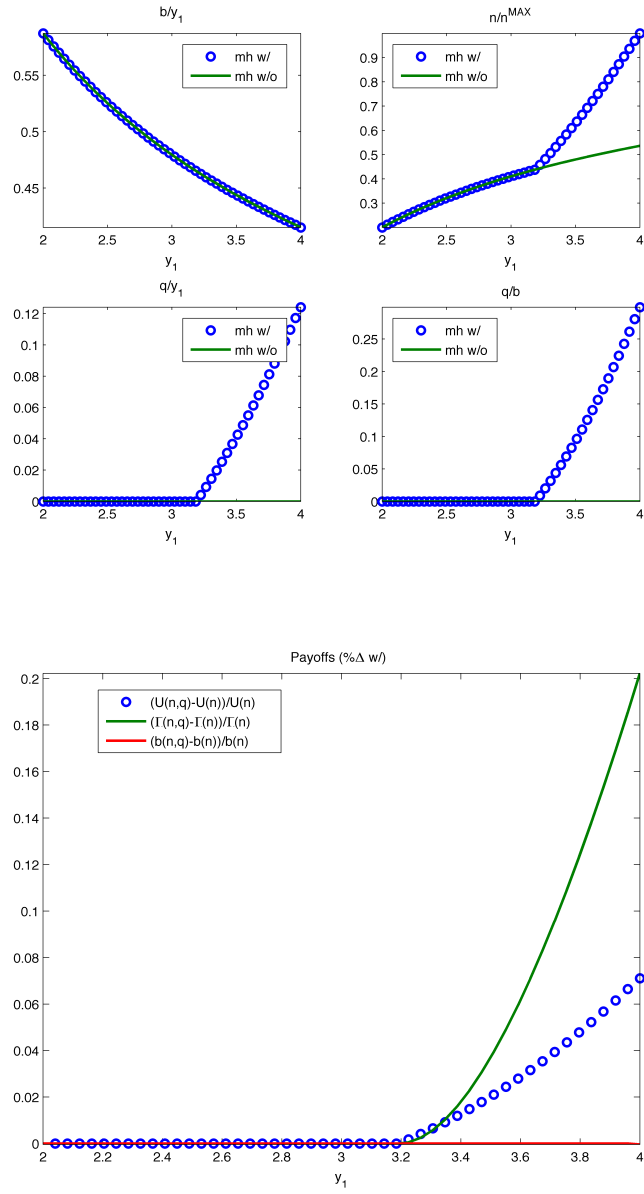 b/y₁
n/nᴹᴬˣ
0.55
0.5
0.45
mh w/
mh w/o
0.9
0.8
0.7
0.6
0.5
0.4
0.3
mh w/
mh w/o
2 2.5 3 3.5 4
2 2.5 3 3.5 4
y₁
y₁
q/y₁
q/b
0.12
0.1
0.08
0.06
0.04
0.02
0
mh w/
mh w/o
0.25
0.2
0.15
0.1
0.05
0
mh w/
mh w/o
2 2.5 3 3.5 4
2 2.5 3 3.5 4
y₁
y₁
Payoffs (%Δ w/)
0.2
0.18
0.16
0.14
0.12
0.1
0.08
0.06
0.04
0.02
0
(U(n,q)-U(n))/U(n)
(Γ(n,q)-Γ(n))/Γ(n)
(b(n,q)-b(n))/b(n)
2 2.2 2.4 2.6 2.8 3 3.2 3.4 3.6 3.8 4
y₁